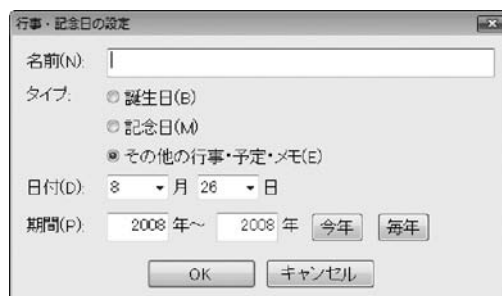 行事・記念日の設定
名前(N):
タイプ: 誕生日(B)
記念日(M)
その他の行事・予定・メモ(E)
日付(D): 8 月 26 日
期間(P): 2008 年～ 2008 年 今年 毎年
OK キャンセル